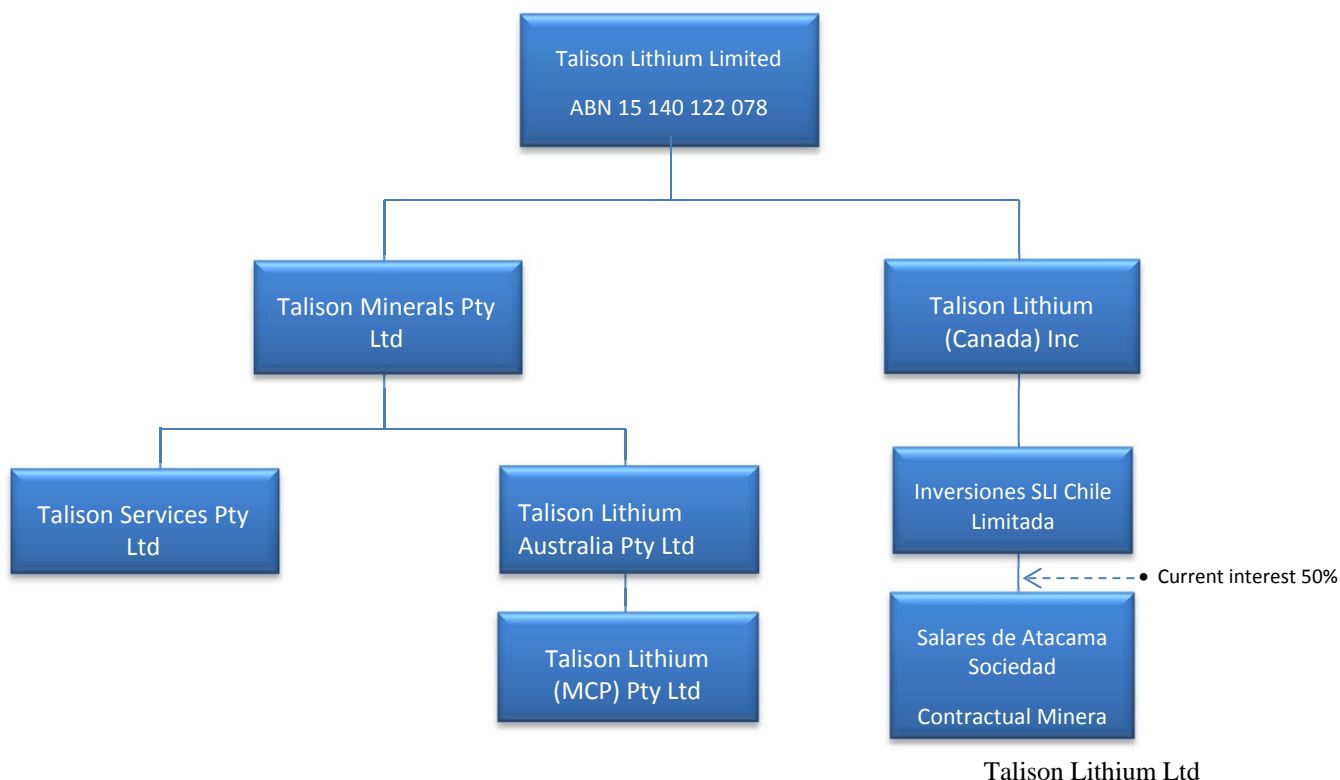 Talison Lithium Limited
ABN 15 140 122 078
Talison Minerals Pty
Ltd
Talison Lithium
(Canada) Inc
Talison Services Pty
Ltd
Talison Lithium
Australia Pty Ltd
Inversiones SLI Chile
Limitada
• Current interest 50%
Talison Lithium
(MCP) Pty Ltd
Salares de Atacama
Sociedad
Contractual Minera
Talison Lithium Ltd